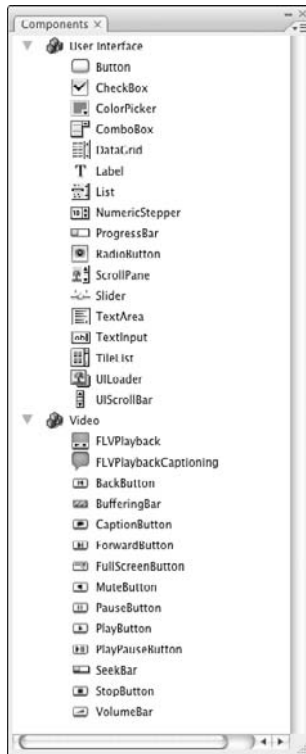 Components ×
User Interface
Button
CheckBox
ColorPicker
ComboBox
DataGrid
Label
List
NumericStepper
ProgressBar
RadioButton
ScrollPane
Slider
TextArea
TextInput
TileList
UILoader
UIScrollBar
Video
FLVPlayback
FLVPlaybackCaptioning
BackButton
BufferingBar
CaptionButton
ForwardButton
FullScreenButton
MuteButton
PauseButton
PlayButton
PlayPauseButton
SeekBar
StopButton
VolumeBar